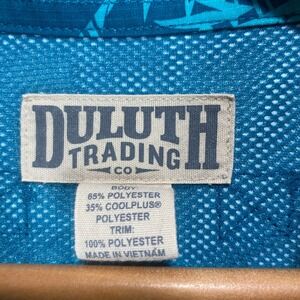 DULUTH
TRADING
CO
BODY:
65% POLYESTER
35% COOLPLUS®
POLYESTER
TRIM:
100% POLYESTER
MADE IN VIETNAM